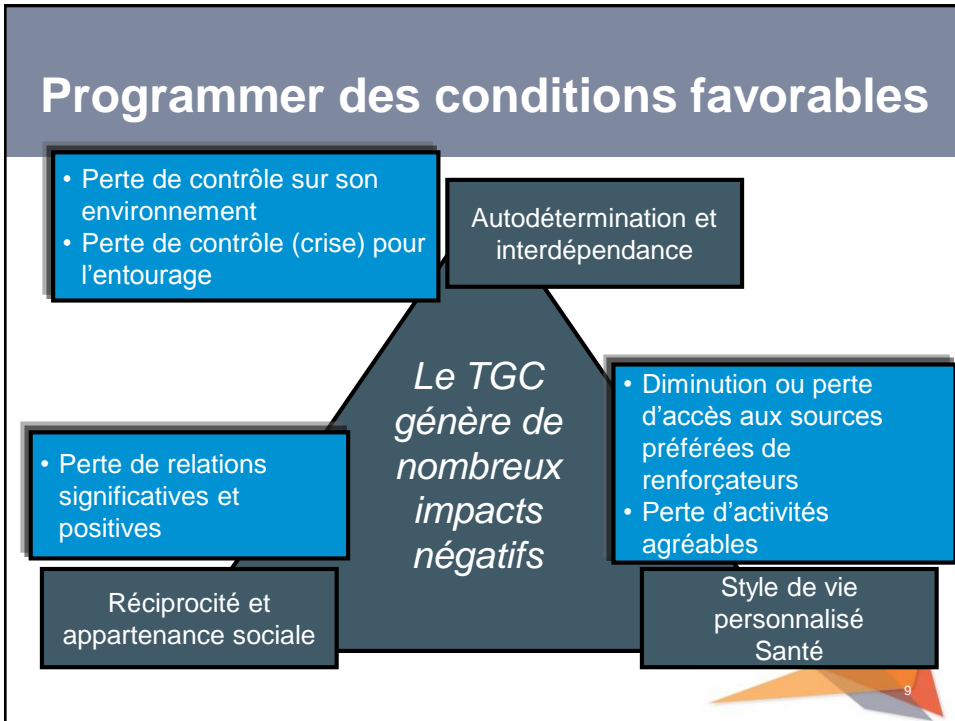 Programmer des conditions favorables
• Perte de contrôle sur son
environnement
• Perte de contrôle (crise) pour
l'entourage
Autodétermination et
interdépendance
Le TGC
génère de
nombreux
impacts
négatifs
• Perte de relations
significatives et
positives
Réciprocité et
appartenance sociale
• Diminution ou perte
d'accès aux sources
préférées de
renforçateurs
• Perte d'activités
agréables
Style de vie
personnalisé
Santé
9